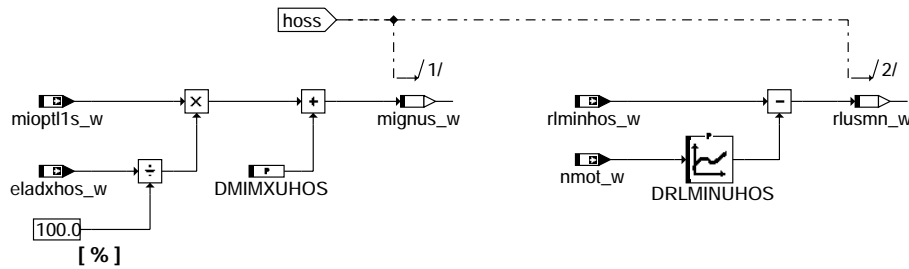 hoss
1/
2/
mioptl1s_w
mignus_w
rlminhos_w
rlusmn_w
P
eladxhos_w
P
DMIMXUHOS
nmot_w
DRLMINUHOS
100.0
[ % ]